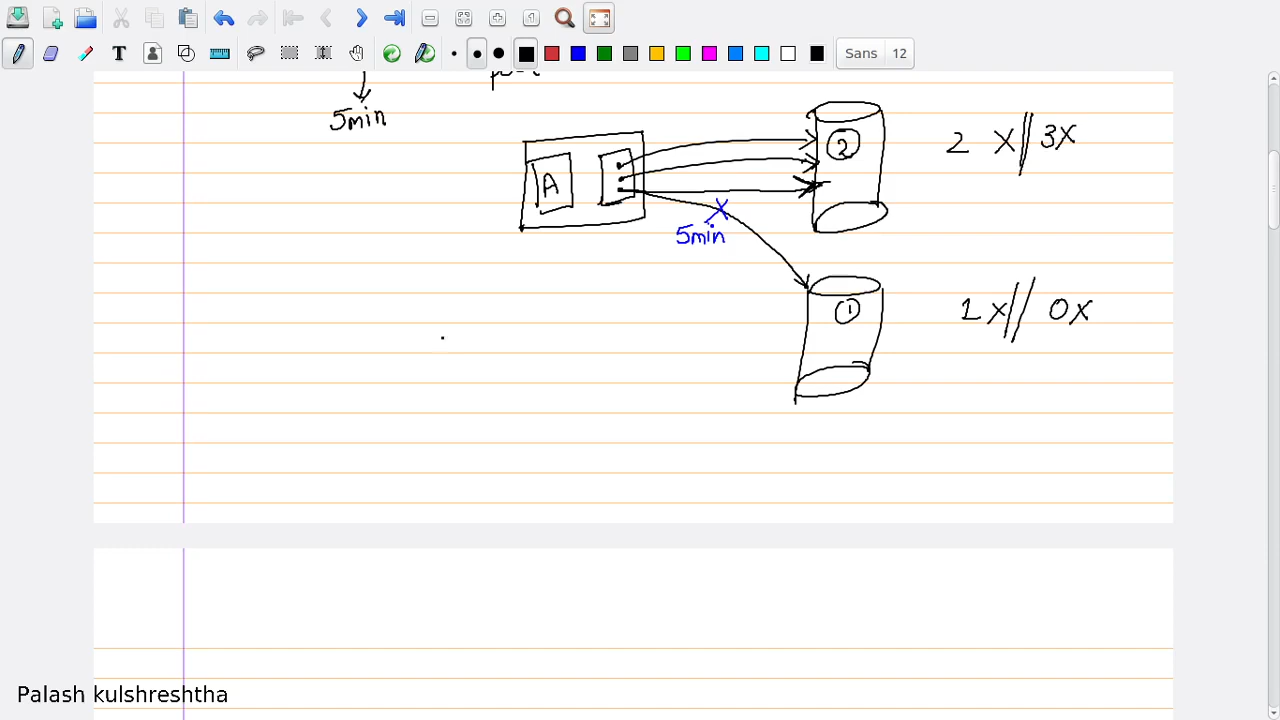 Sans 12
5min
A
2
2 X // 3X
5min
1
1 X // 0X
Palash kulshreshtha